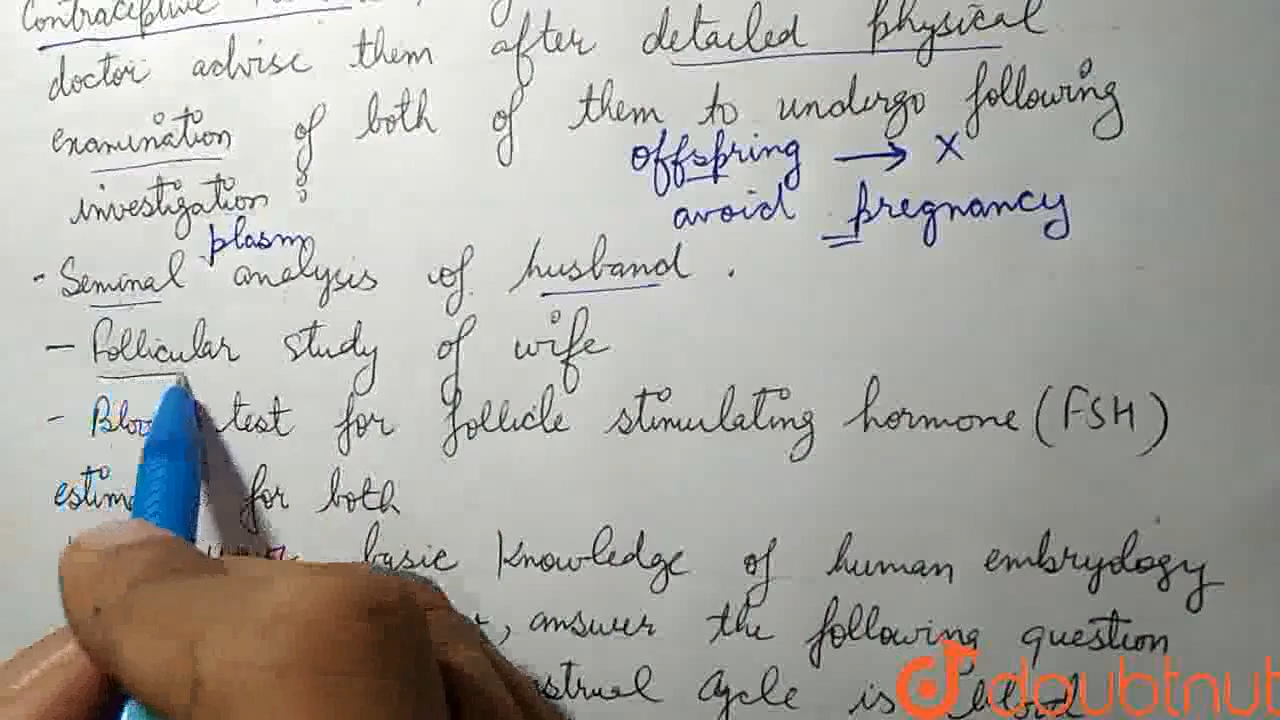 contraceptive
doctor advise them after detailed physical
examination of both of them to undergo following
offspring → X
investigation :
avoid pregnancy
plasm
- Seminal analysis of husband .
- Follicular study of wife
- test for follicle stimulating hormone (FSH)
for both
basic knowledge of human embryology
, answer the following question
cycle is blood
doubtnut